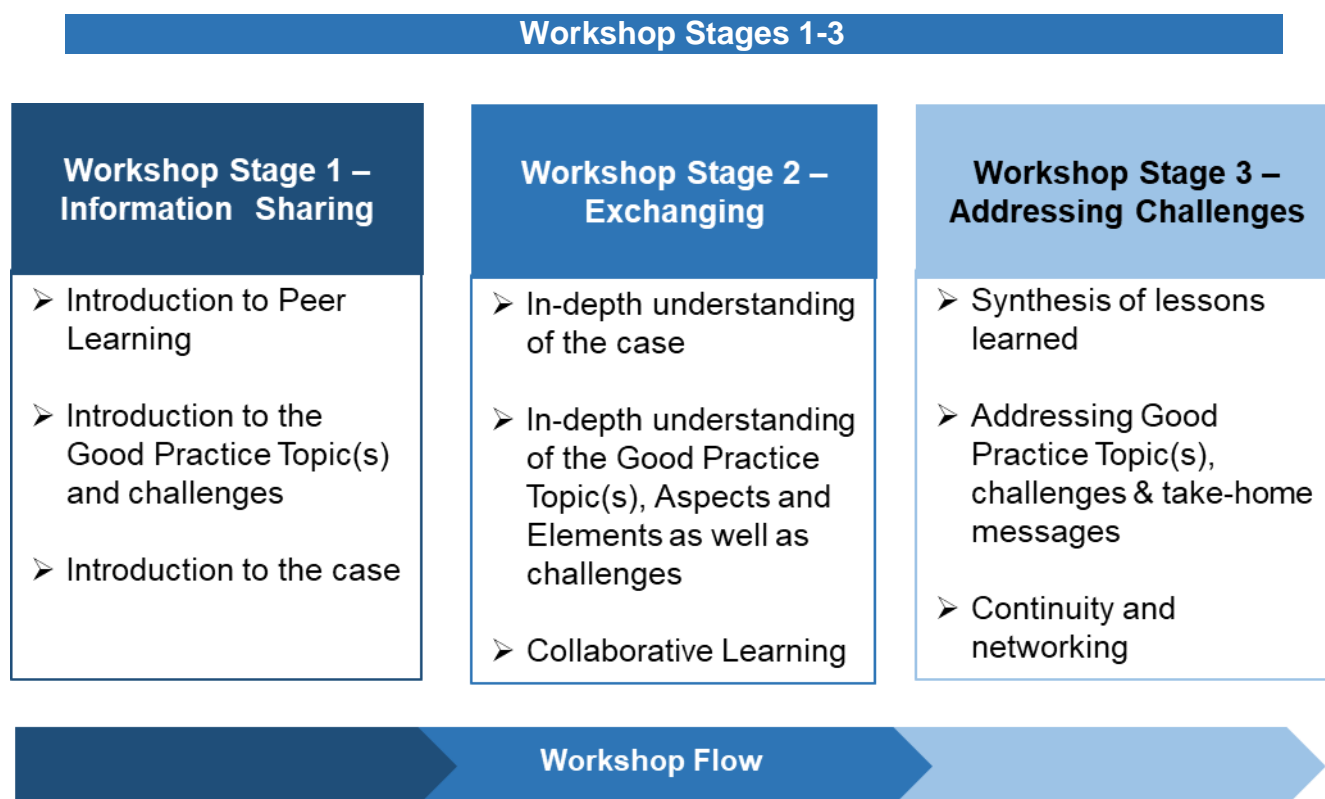 Workshop Stages 1-3
Workshop Stage 1 –
Information Sharing
➢ Introduction to Peer
Learning
➢ Introduction to the
Good Practice Topic(s)
and challenges
➢ Introduction to the case
Workshop Stage 2 –
Exchanging
➢ In-depth understanding
of the case
➢ In-depth understanding
of the Good Practice
Topic(s), Aspects and
Elements as well as
challenges
➢ Collaborative Learning
Workshop Stage 3 –
Addressing Challenges
➢ Synthesis of lessons
learned
➢ Addressing Good
Practice Topic(s),
challenges & take-home
messages
➢ Continuity and
networking
Workshop Flow